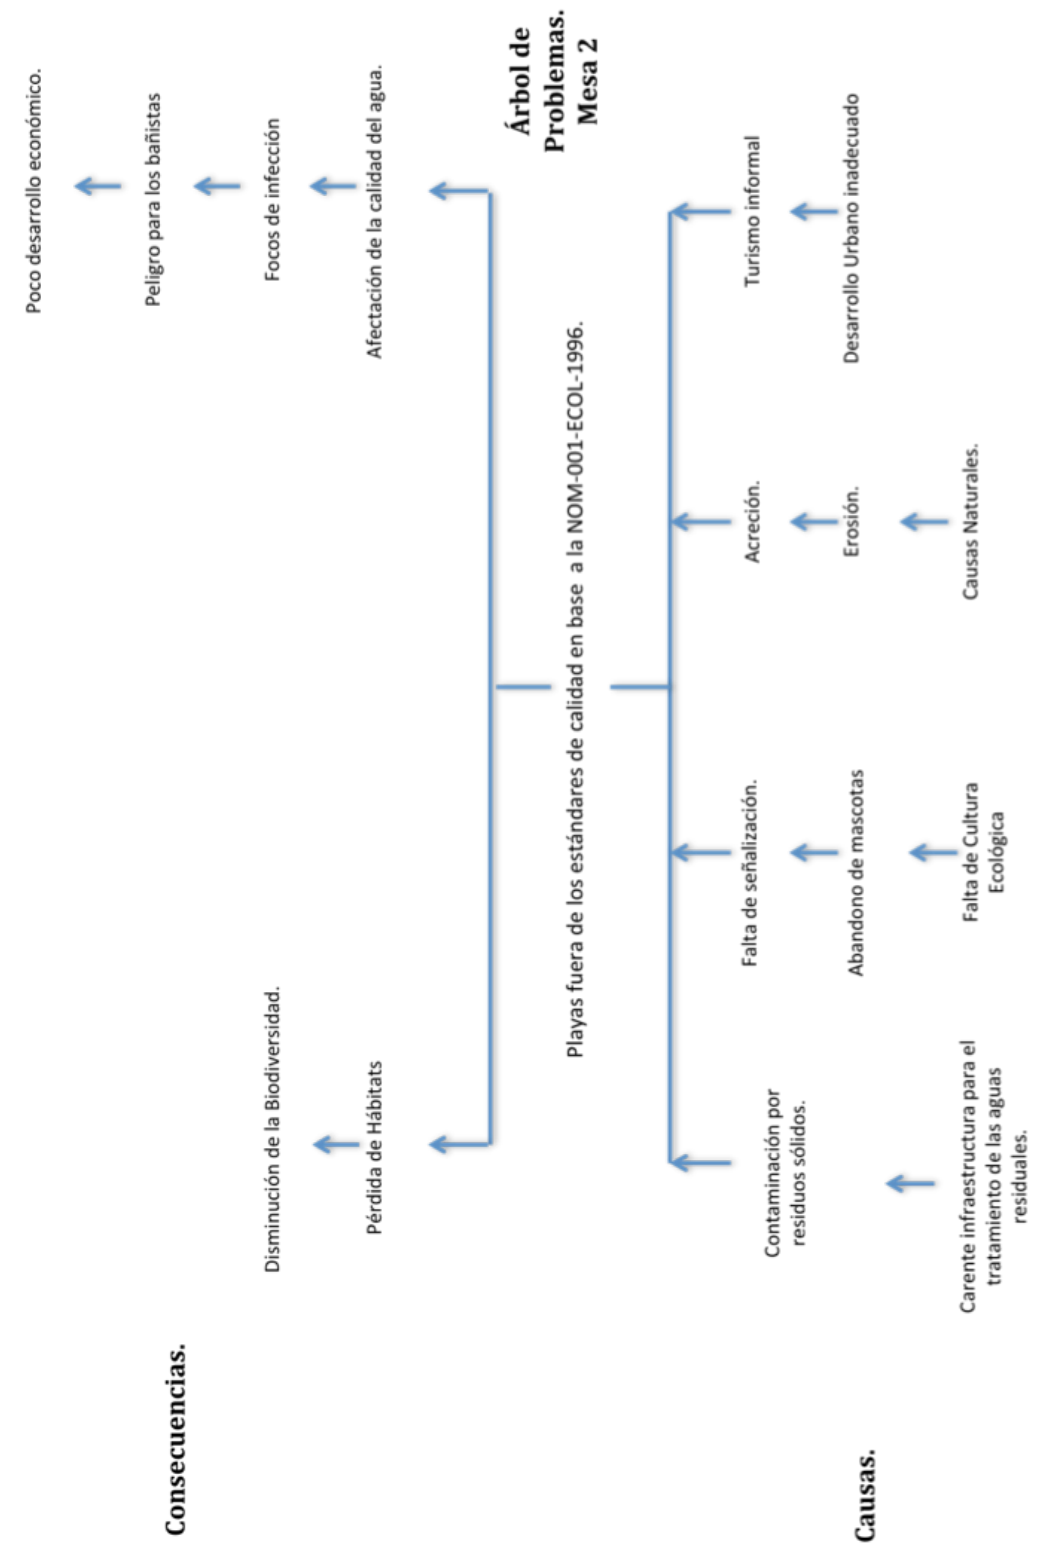 Poco desarrollo económico.
Peligro para los bañistas
Consecuencias.
Disminución de la Biodiversidad.
Focos de infección
Pérdida de Hábitats
Afectación de la calidad del agua.
Árbol de
Problemas.
Mesa 2
Playas fuera de los estándares de calidad en base a la NOM-001-ECOL-1996.
Contaminación por
residuos sólidos.
Falta de señalización.
Acreción.
Turismo informal
Causas.
Abandono de mascotas
Erosión.
Desarrollo Urbano inadecuado
Carente infraestructura para el
tratamiento de las aguas
residuales.
Falta de Cultura
Ecológica
Causas Naturales.